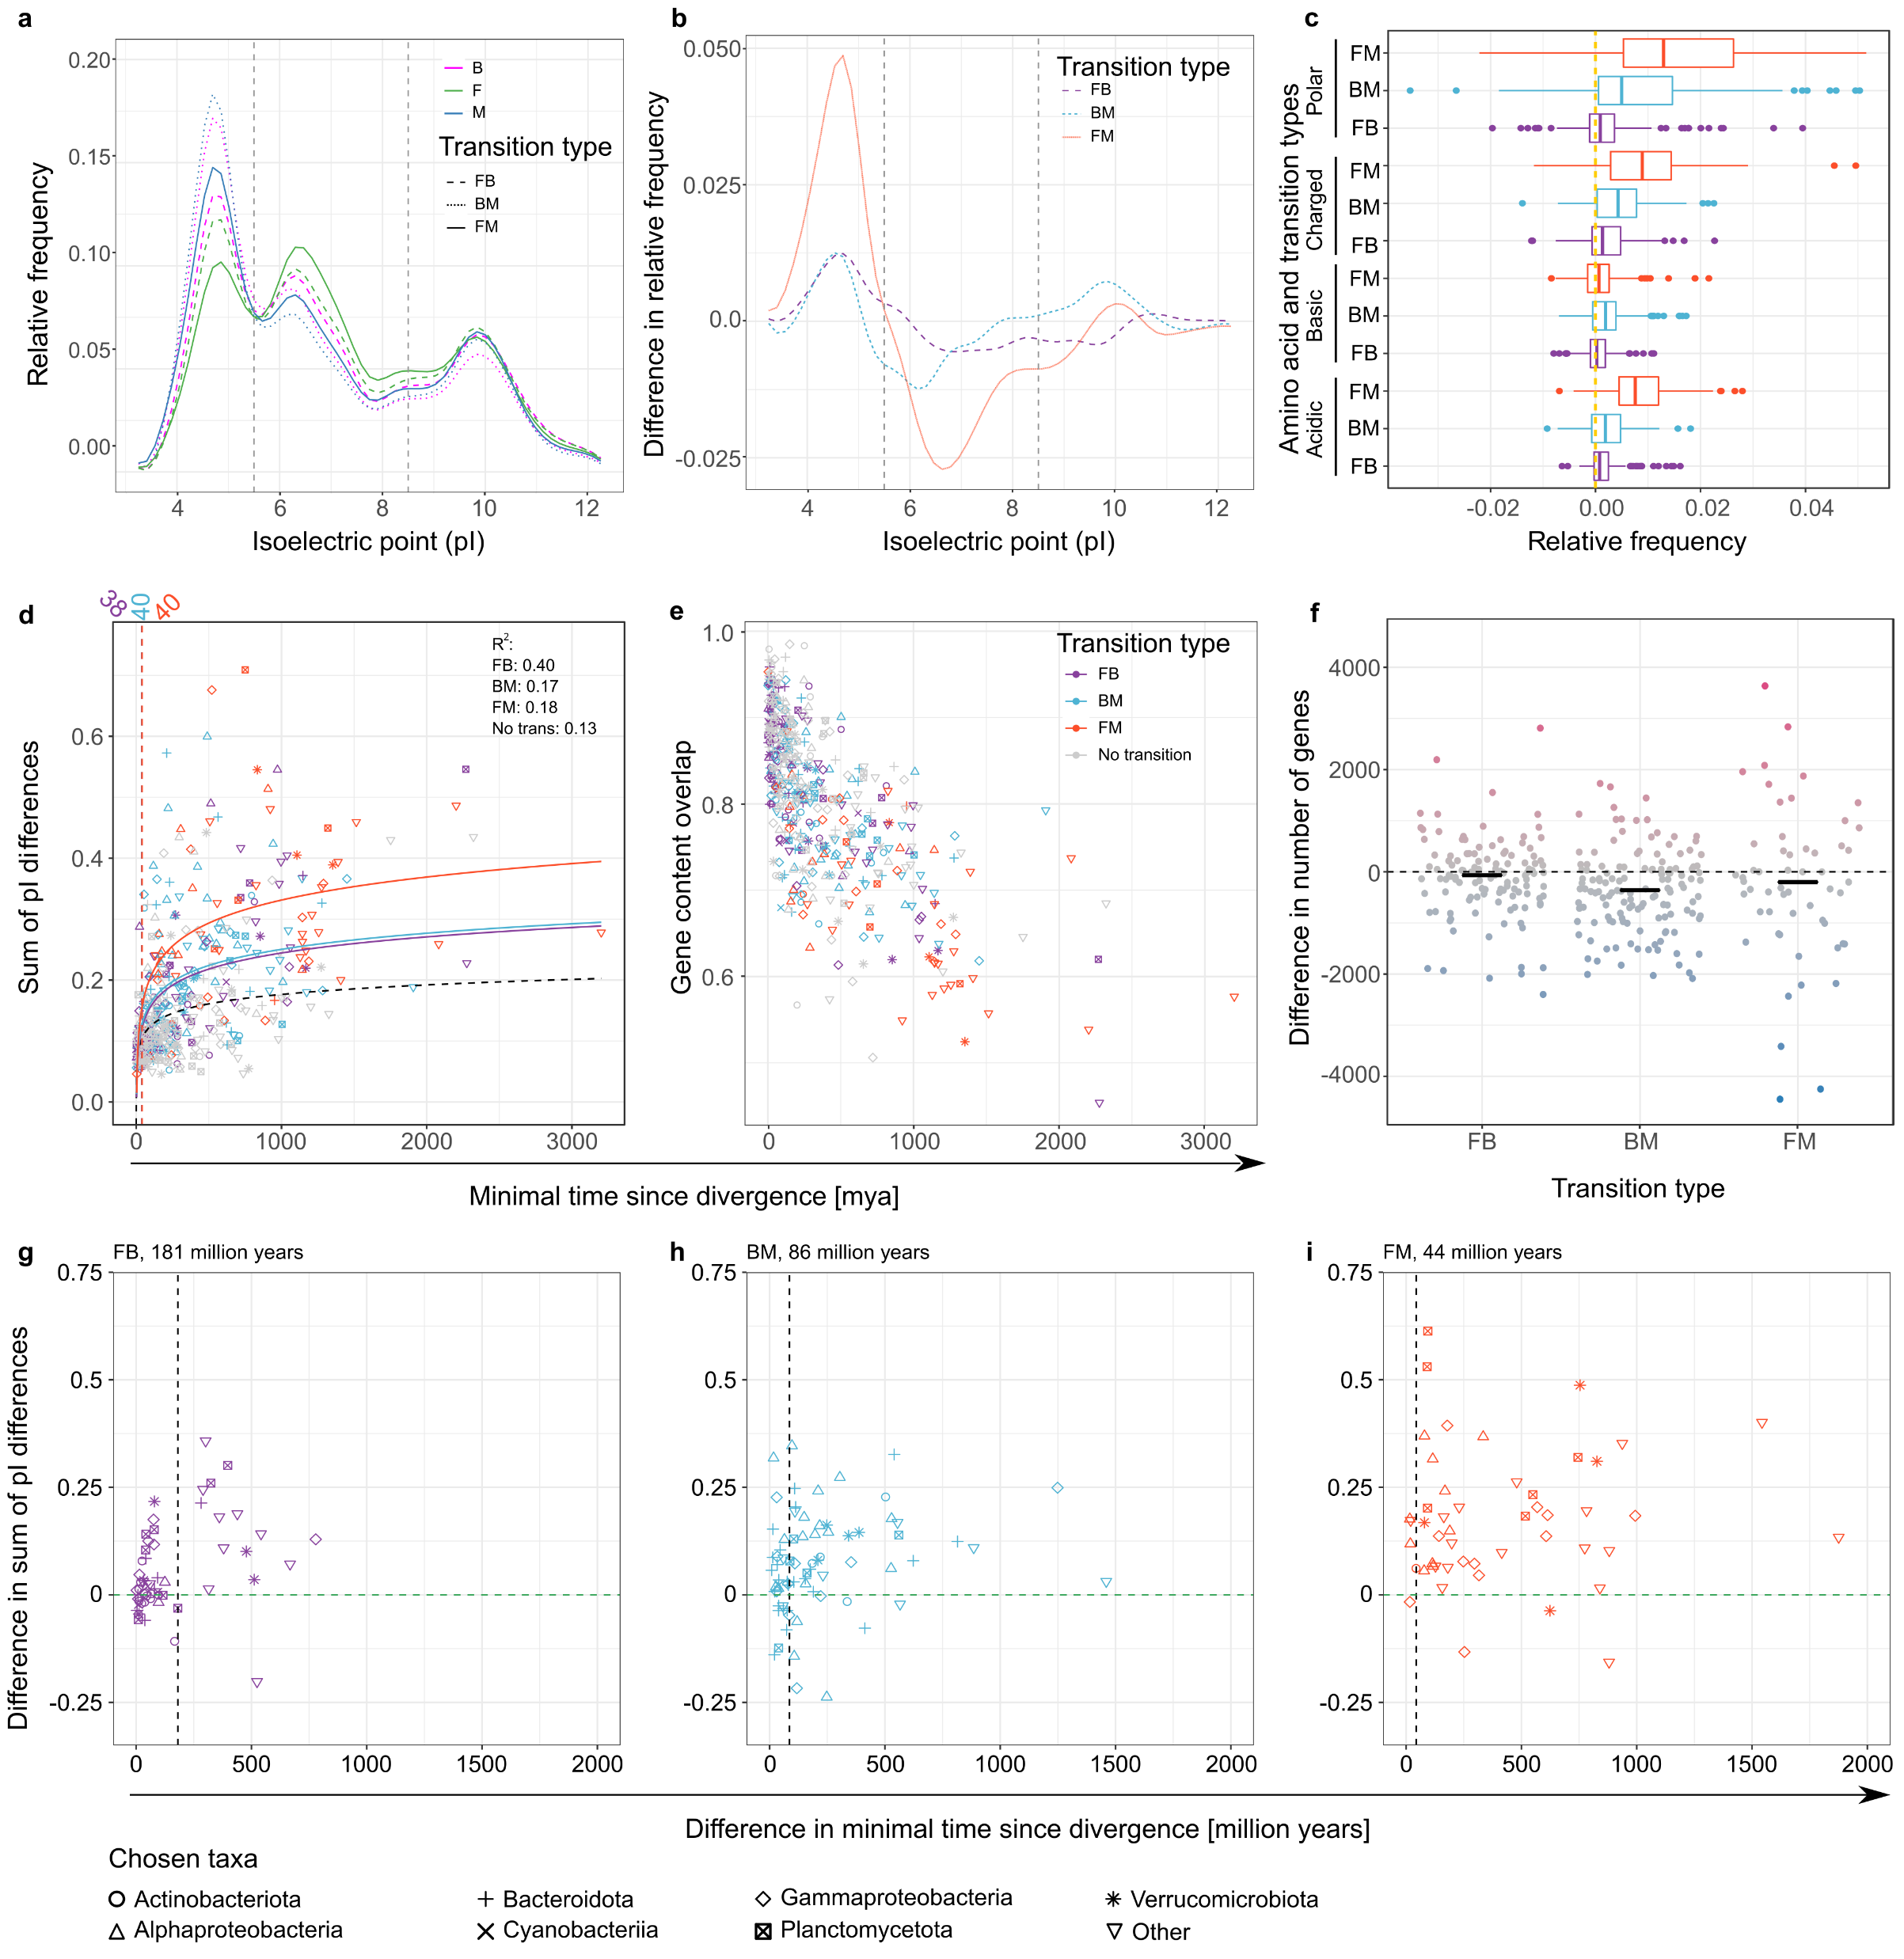 a
0.20
0.15
0.10
0.05
0.00
4
6
8
10
12
Relative frequency
Isoelectric point (pI)
B
F
M
Transition type
FB
BM
FM
b
0.050
0.025
0.0
-0.025
4
6
8
10
12
Difference in relative frequency
Isoelectric point (pI)
Transition type
FB
BM
FM
c
Amino acid and transition types
Polar
FM
BM
FB
Charged
FM
BM
FB
Basic
FM
BM
FB
Acidic
FM
BM
FB
-0.02
0.00
0.02
0.04
Relative frequency
d
38
40
40
R2:
FB: 0.40
BM: 0.17
FM: 0.18
No trans: 0.13
0.6
0.4
0.2
0.0
0
1000
2000
3000
Sum of pI differences
e
1.0
0.8
0.6
0
1000
2000
3000
Gene content overlap
Transition type
FB
BM
FM
No transition
Minimal time since divergence [mya]
f
4000
2000
0
-2000
-4000
FB
BM
FM
Difference in number of genes
Transition type
g
FB, 181 million years
0.75
0.5
0.25
0
-0.25
0
500
1000
1500
2000
Difference in sum of pI differences
h
BM, 86 million years
0.75
0.5
0.25
0
-0.25
0
500
1000
1500
2000
i
FM, 44 million years
0.75
0.5
0.25
0
-0.25
0
500
1000
1500
2000
Difference in minimal time since divergence [million years]
Chosen taxa
Actinobacteriota
Bacteroidota
Gammaproteobacteria
Verrucomicrobiota
Alphaproteobacteria
Cyanobacteriia
Planctomycetota
Other